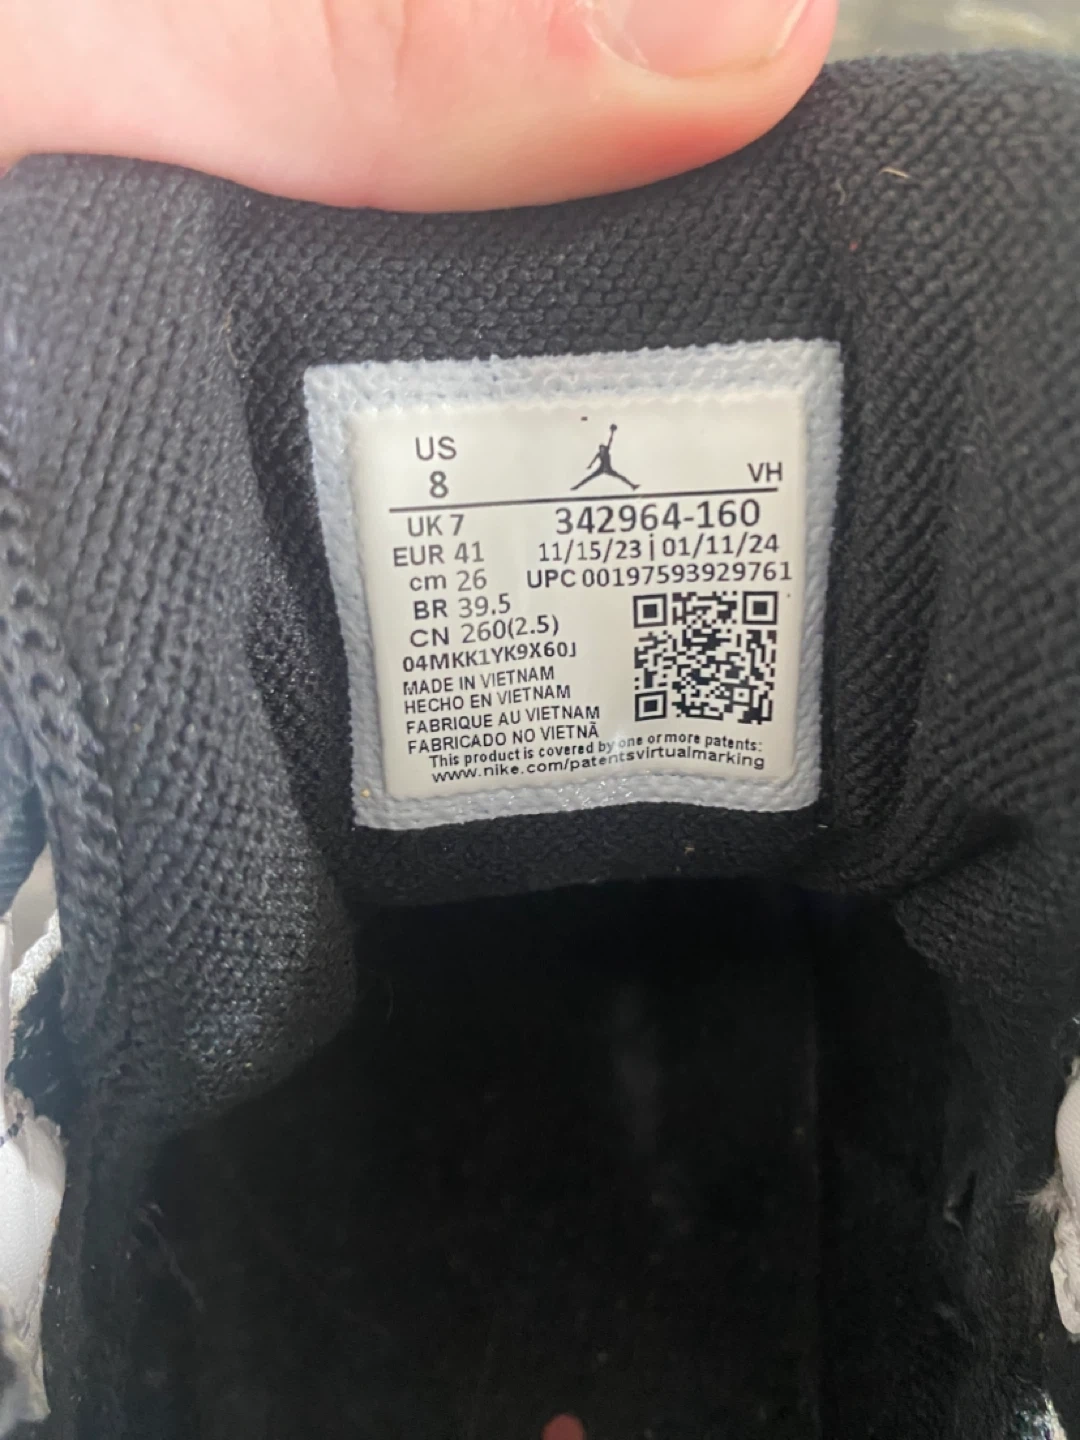 US
8
VH
UK 7
342964-160
EUR 41
11/15/23 | 01/11/24
cm 26
UPC 00197593929761
BR 39.5
CN 260(2.5)
04MKK1YK9X60J
MADE IN VIETNAM
HECHO EN VIETNAM
FABRIQUE AU VIETNAM
FABRICADO NO VIETNÃ
This product is covered by one or more patents:
www.nike.com/patentsvirtualmarking